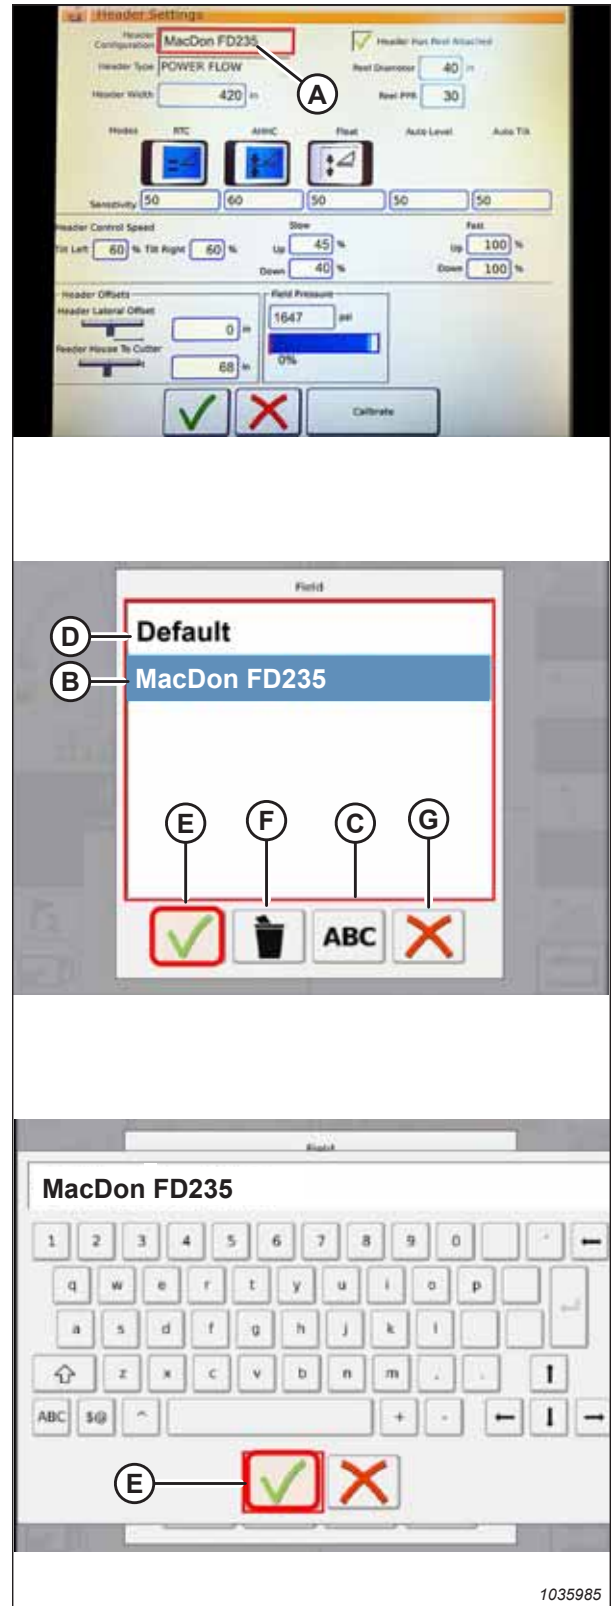 Header Settings
Header Configuration MacDon FD235 Header Has Reel Attached
Header Type POWER FLOW Reel Diameter 40 in
Header Width 420 in Reel PPR 30
A
Modes RTC AHHC Float Auto Level Auto Tilt
Sensitivity 50 60 50 50 50
Header Control Speed Slow Fast
Tilt Left 60 % Tilt Right 60 % Up 45 % Up 100 %
Down 40 % Down 100 %
Header Offsets Field Pressure
Header Lateral Offset 0 in 1647 psi
Feeder House To Cutter 68 in 0%
Calibrate
Field
D Default
B MacDon FD235
E F C G
ABC
Field
MacDon FD235
1 2 3 4 5 6 7 8 9 0
q w e r t y u i o p
a s d f g h j k l
z x c v b n m , .
ABC $@ ^ + -
E
1035985